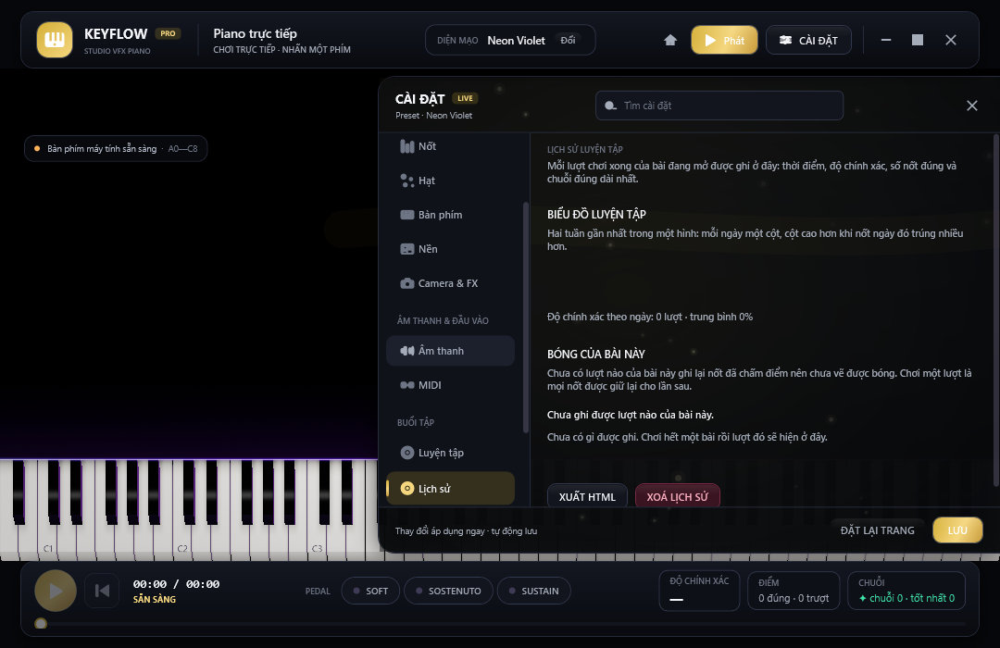 KEYFLOW PRO
STUDIO VFX PIANO
Piano trực tiếp
CHƠI TRỰC TIẾP · NHẤN MỘT PHÍM
DIỆN MẠO Neon Violet Đổi
Phát
CÀI ĐẶT
Bàn phím máy tính sẵn sàng · A0—C8
CÀI ĐẶT LIVE
Preset · Neon Violet
Tìm cài đặt
Nốt
Hạt
Bàn phím
Nền
Camera & FX
ÂM THANH & ĐẦU VÀO
Âm thanh
MIDI
BUỔI TẬP
Luyện tập
Lịch sử
LỊCH SỬ LUYỆN TẬP
Mỗi lượt chơi xong của bài đang mở được ghi ở đây: thời điểm, độ chính xác, số nốt đúng và
chuỗi đúng dài nhất.
BIỂU ĐỒ LUYỆN TẬP
Hai tuần gần nhất trong một hình: mỗi ngày một cột, cột cao hơn khi nốt ngày đó trúng nhiều
hơn.
Độ chính xác theo ngày: 0 lượt · trung bình 0%
BÓNG CỦA BÀI NÀY
Chưa có lượt nào của bài này ghi lại nốt đã chấm điểm nên chưa vẽ được bóng. Chơi một lượt là
mọi nốt được giữ lại cho lần sau.
Chưa ghi được lượt nào của bài này.
Chưa có gì được ghi. Chơi hết một bài rồi lượt đó sẽ hiện ở đây.
XUẤT HTML
XOÁ LỊCH SỬ
Thay đổi áp dụng ngay · tự động lưu
ĐẶT LẠI TRANG
LƯU
C1
C2
C3
00:00 / 00:00
SẴN SÀNG
PEDAL
SOFT
SOSTENUTO
SUSTAIN
ĐỘ CHÍNH XÁC
—
ĐIỂM
0 đúng · 0 trượt
CHUỖI
✦ chuỗi 0 · tốt nhất 0